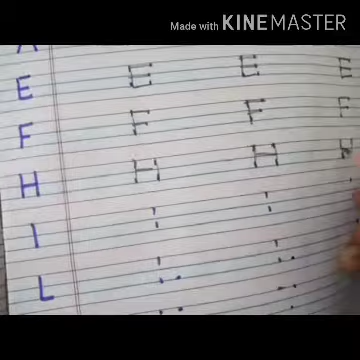 Made with KINEMASTER
E E E E
F F F F
H H H
I
L